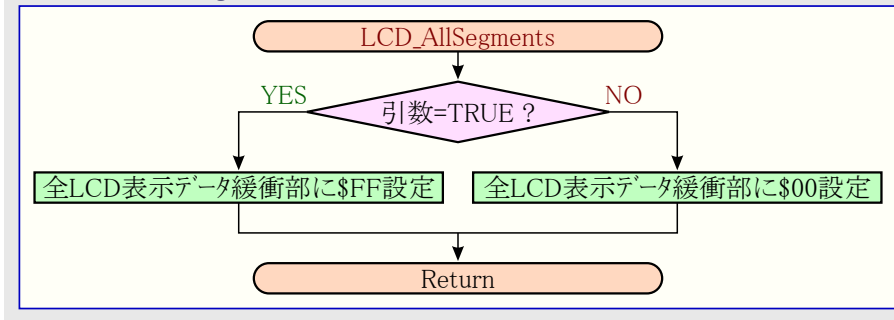 LCD_AllSegments
引数=TRUE ?
YES
NO
全LCD表示データ緩衝部に$FF設定
全LCD表示データ緩衝部に$00設定
Return